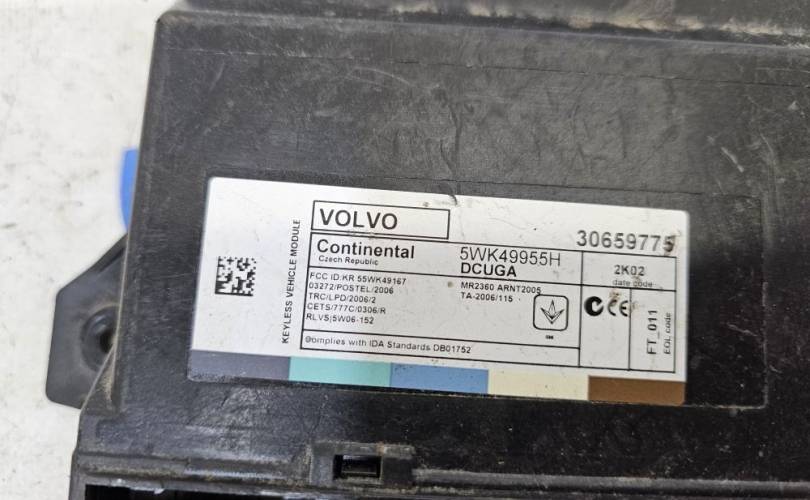 KEYLESS VEHICLE MODULE
VOLVO
30659775
Continental
Czech Republic
5WK49955H
DCUGA
2K02
date code
FCC ID:KR 55WK49167
03272/POSTEL/2006
TRC/LPD/2006/2
CETS/777C/0306/R
RLVS|5W06-152
MR2360 ARNT2005
TA-2006/115
CE
FT_011
EOL code
Complies with IDA Standards DB01752